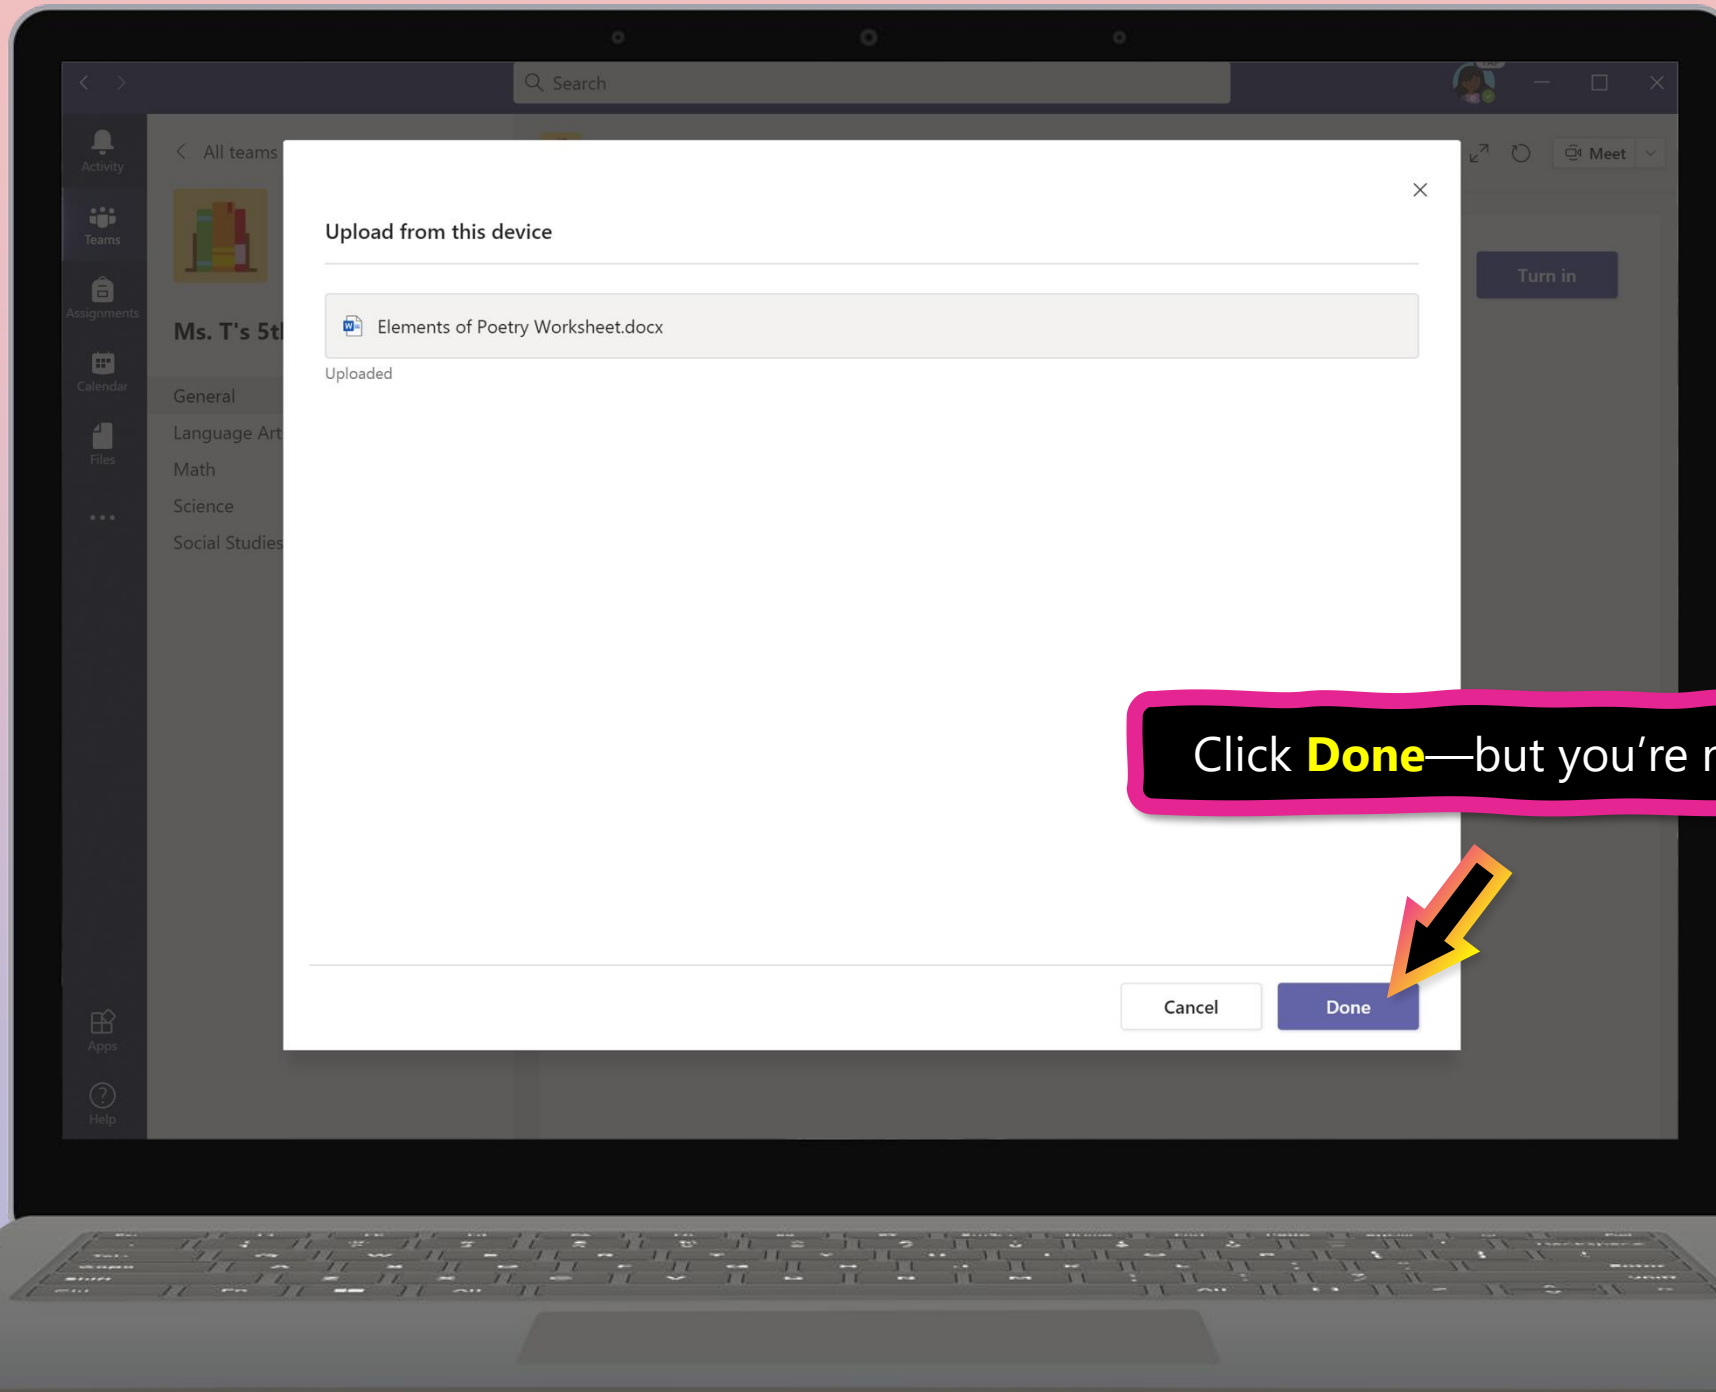 Search
Activity
All teams
Meet
Teams
Upload from this device
Turn in
Assignments
Ms. T's 5t
Elements of Poetry Worksheet.docx
Uploaded
Calendar
General
Language Art
Files
Math
Science
Social Studies
Click Done—but you're
Cancel
Done
Apps
Help